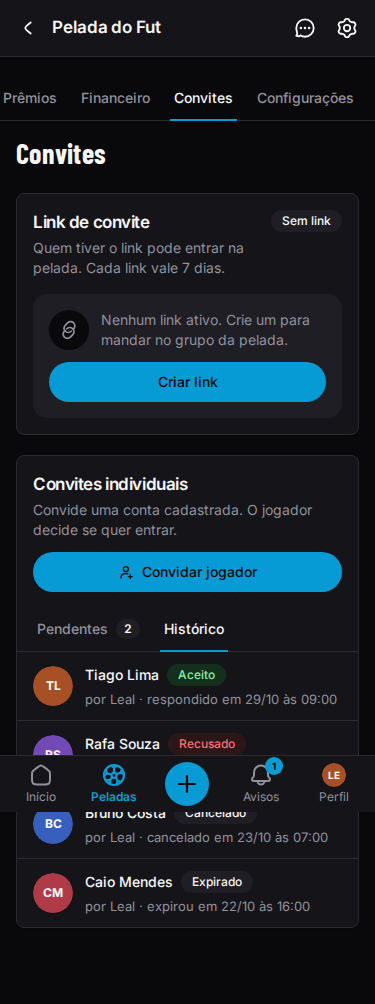 Pelada do Fut
Prêmios Financeiro Convites Configurações
Convites
Link de convite Sem link
Quem tiver o link pode entrar na
pelada. Cada link vale 7 dias.
Nenhum link ativo. Crie um para
mandar no grupo da pelada.
Criar link
Convites individuais
Convide uma conta cadastrada. O jogador
decide se quer entrar.
Convidar jogador
Pendentes 2 Histórico
TL Tiago Lima Aceito
por Leal · respondido em 29/10 às 09:00
RS Rafa Souza Recusado
1
LE
Início Peladas Avisos Perfil
BC Bruno Costa Cancelado
por Leal · cancelado em 23/10 às 07:00
CM Caio Mendes Expirado
por Leal · expirou em 22/10 às 16:00